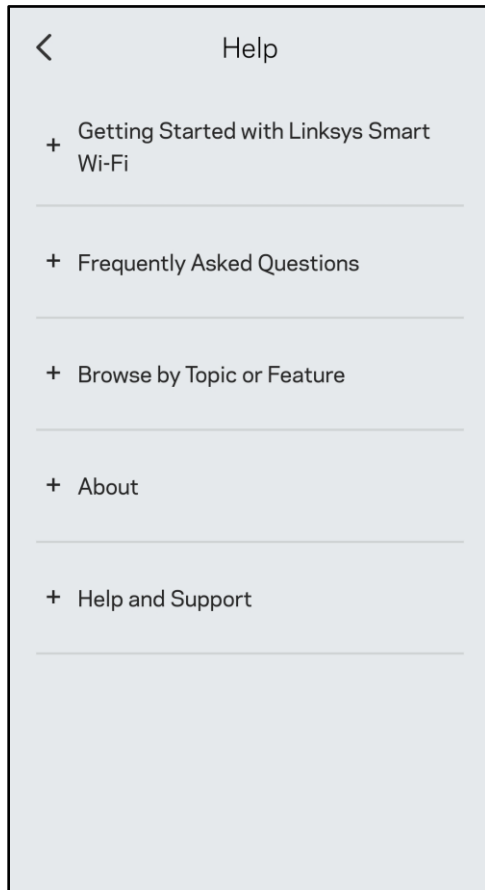 Help
Getting Started with Linksys Smart
Wi-Fi
Frequently Asked Questions
Browse by Topic or Feature
About
Help and Support